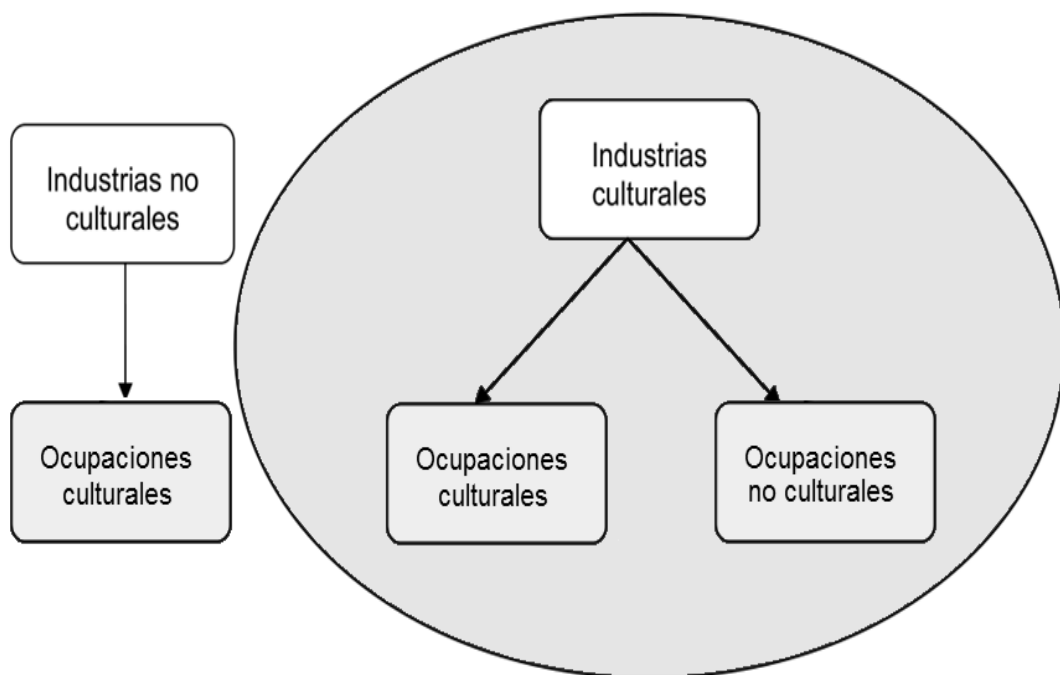 Industrias no
culturales
Industrias
culturales
Ocupaciones
culturales
Ocupaciones
culturales
Ocupaciones
no culturales